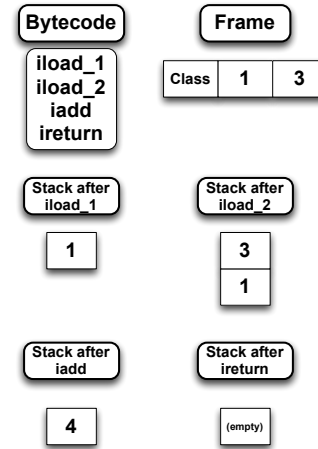 Bytecode
Frame
iload_1
iload_2
iadd
ireturn
Class 1 3
Stack after
iload_1
Stack after
iload_2
1
3
1
Stack after
iadd
Stack after
ireturn
4
(empty)